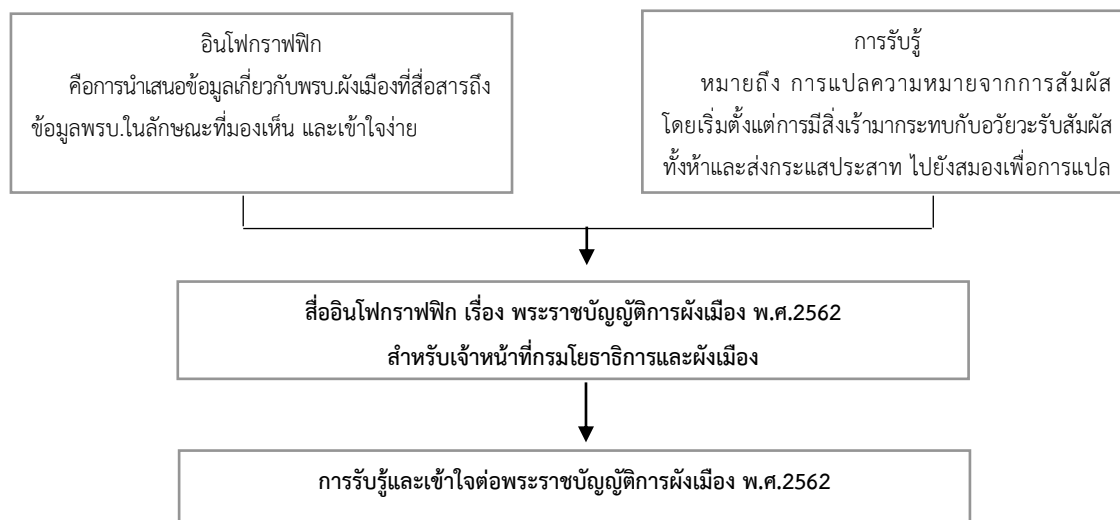 อินโฟกราฟฟิก
คือการนำเสนอข้อมูลเกี่ยวกับพรบ.ผังเมืองที่สื่อสารถึง
ข้อมูลพรบ.ในลักษณะที่มองเห็น และเข้าใจง่าย
การรับรู้
หมายถึง การแปลความหมายจากการสัมผัส
โดยเริ่มตั้งแต่การมีสิ่งเร้ามากระทบกับอวัยวะรับสัมผัส
ทั้งห้าและส่งกระแสประสาท ไปยังสมองเพื่อการแปล
สื่ออินโฟกราฟฟิก เรื่อง พระราชบัญญัติการผังเมือง พ.ศ.2562
สำหรับเจ้าหน้าที่กรมโยธาธิการและผังเมือง
การรับรู้และเข้าใจต่อพระราชบัญญัติการผังเมือง พ.ศ.2562